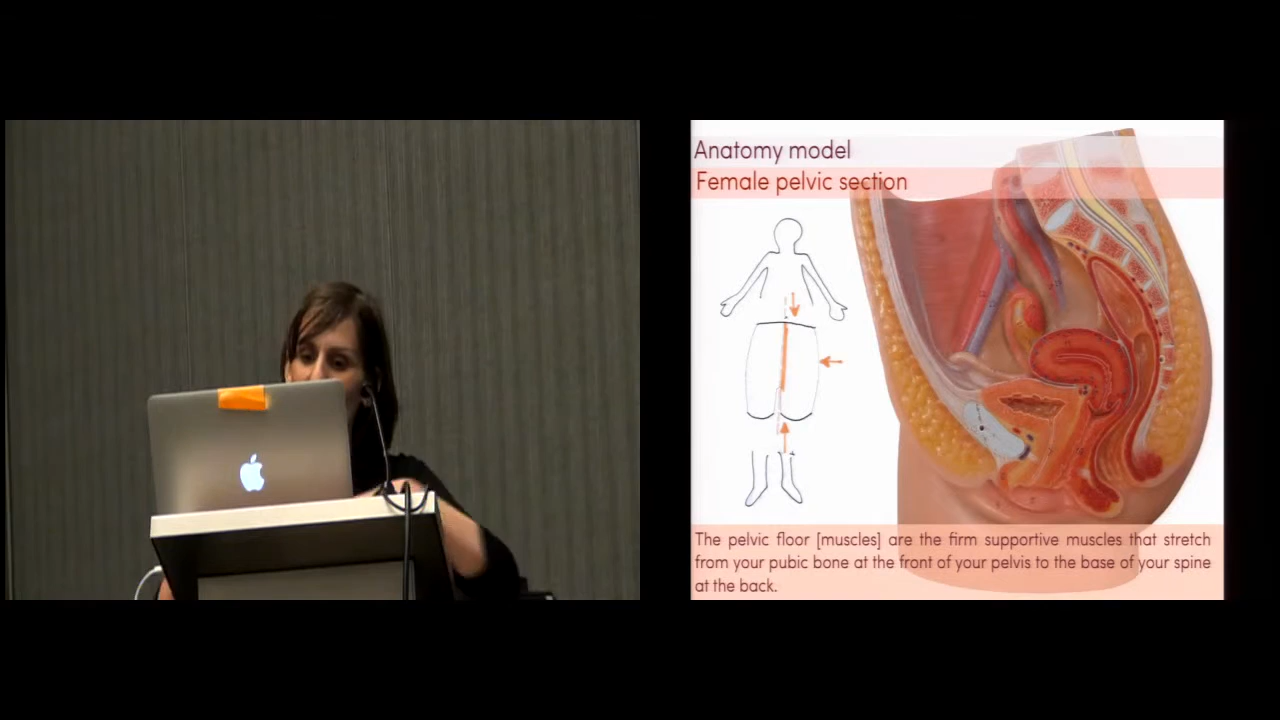 Anatomy model
Female pelvic section
The pelvic floor [muscles] are the firm supportive muscles that stretch
from your pubic bone at the front of your pelvis to the base of your spine
at the back.